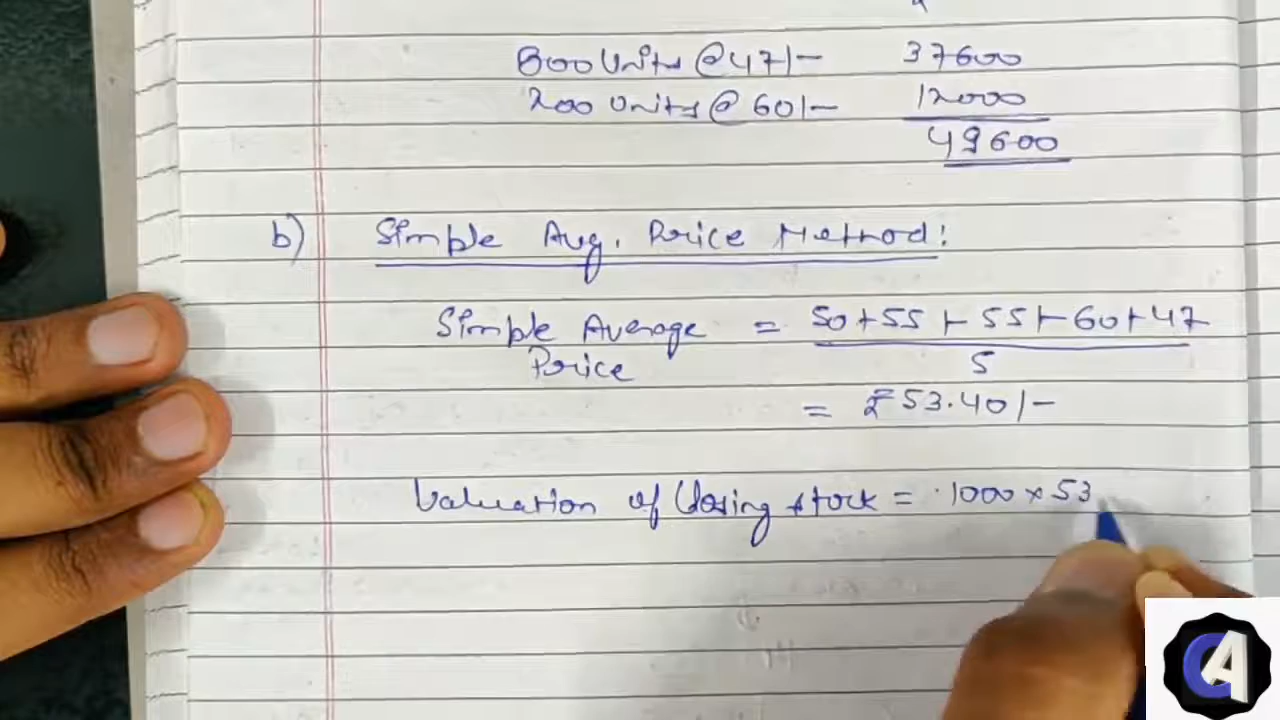 800 Units @ 47/- 37600
200 Units @ 60/- 12000
49600
b) Simple Avg. Price Method:
Simple Average Price = 50+55+55+60+47
5
= ₹53.40/-
Valuation of Closing stock = 1000 × 53
CA